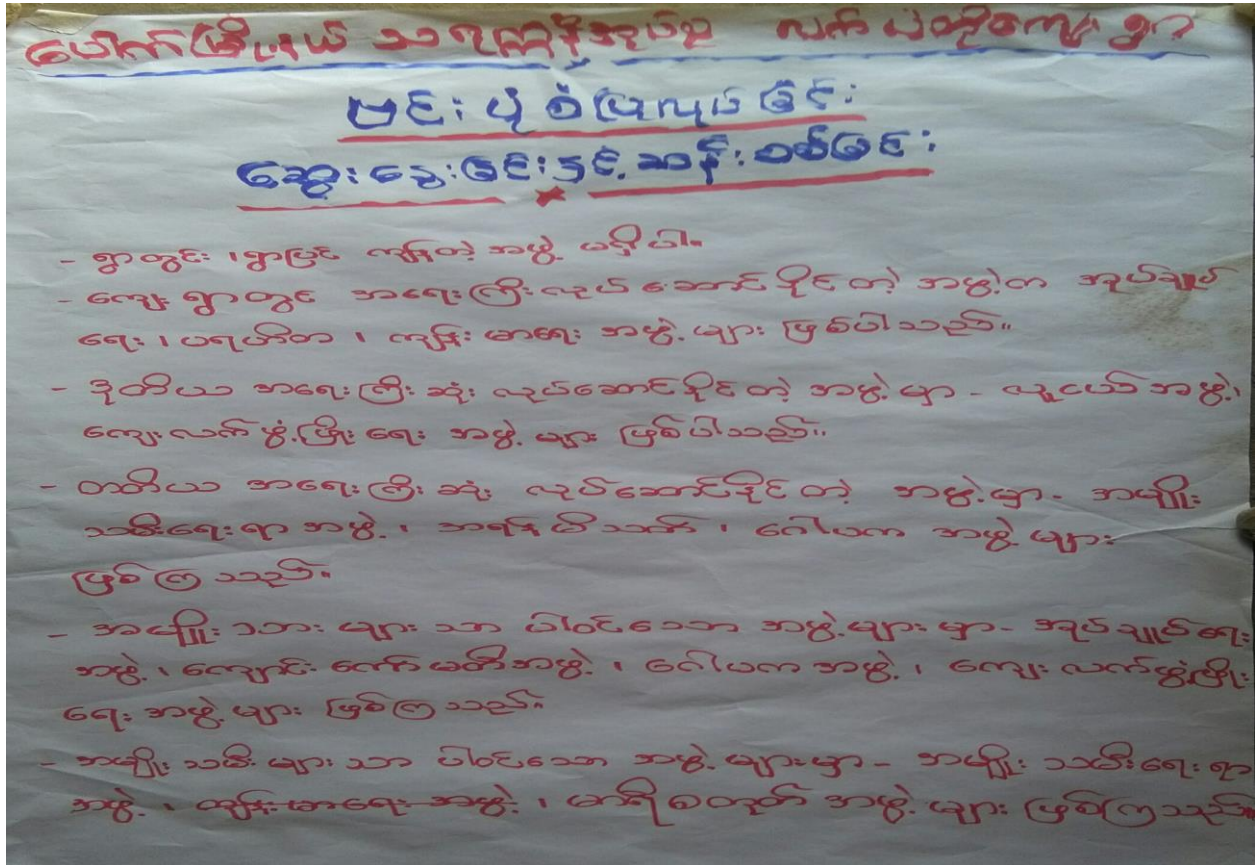 ပေါက်မြို့နယ် သရက္ကန်အုပ်စု လက်ပံတိုကျေးရွာ
ဗင်းပုံစံပြုလုပ်ခြင်း
ဆွေးနွေးခြင်းနှင့်ဆန်းစစ်ခြင်း
- ရွာတွင်း ၊ ရွာပြင် ကျန်တဲ့ အဖွဲ့ မရှိပါ။
- ကျေးရွာတွင် အရေးကြီးလုပ်ဆောင်နိုင်တဲ့ အဖွဲ့က အုပ်ချုပ်
ရေး ၊ ပရဟိတ ၊ ကျန်းမာရေး အဖွဲ့များ ဖြစ်ပါသည်။
- ဒုတိယ အရေးကြီးဆုံး လုပ်ဆောင်နိုင်တဲ့ အဖွဲ့မှာ - လူငယ်အဖွဲ့၊
ကျေးလက်ဖွံ့ဖြိုးရေး အဖွဲ့များ ဖြစ်ပါသည်။
- တတိယ အရေးကြီးဆုံး လုပ်ဆောင်နိုင်တဲ့ အဖွဲ့မှာ - အမျိုး
သမီးရေးရာအဖွဲ့ ၊ အရန်မီးသတ် ၊ ဂေါပက အဖွဲ့များ
ဖြစ်ကြသည်။
- အမျိုးသားများသာ ပါဝင်သော အဖွဲ့များမှာ - အုပ်ချုပ်ရေး
အဖွဲ့ ၊ ကျောင်းကော်မတီအဖွဲ့ ၊ ဂေါပကအဖွဲ့ ၊ ကျေးလက်ဖွံ့ဖြိုး
ရေးအဖွဲ့များ ဖြစ်ကြသည်။
- အမျိုးသမီးများသာ ပါဝင်သော အဖွဲ့များမှာ - အမျိုးသမီးရေးရာ
အဖွဲ့ ၊ ကျန်းမာရေးအဖွဲ့ ၊ မာရီစတုတ် အဖွဲ့များ ဖြစ်ကြသည်။